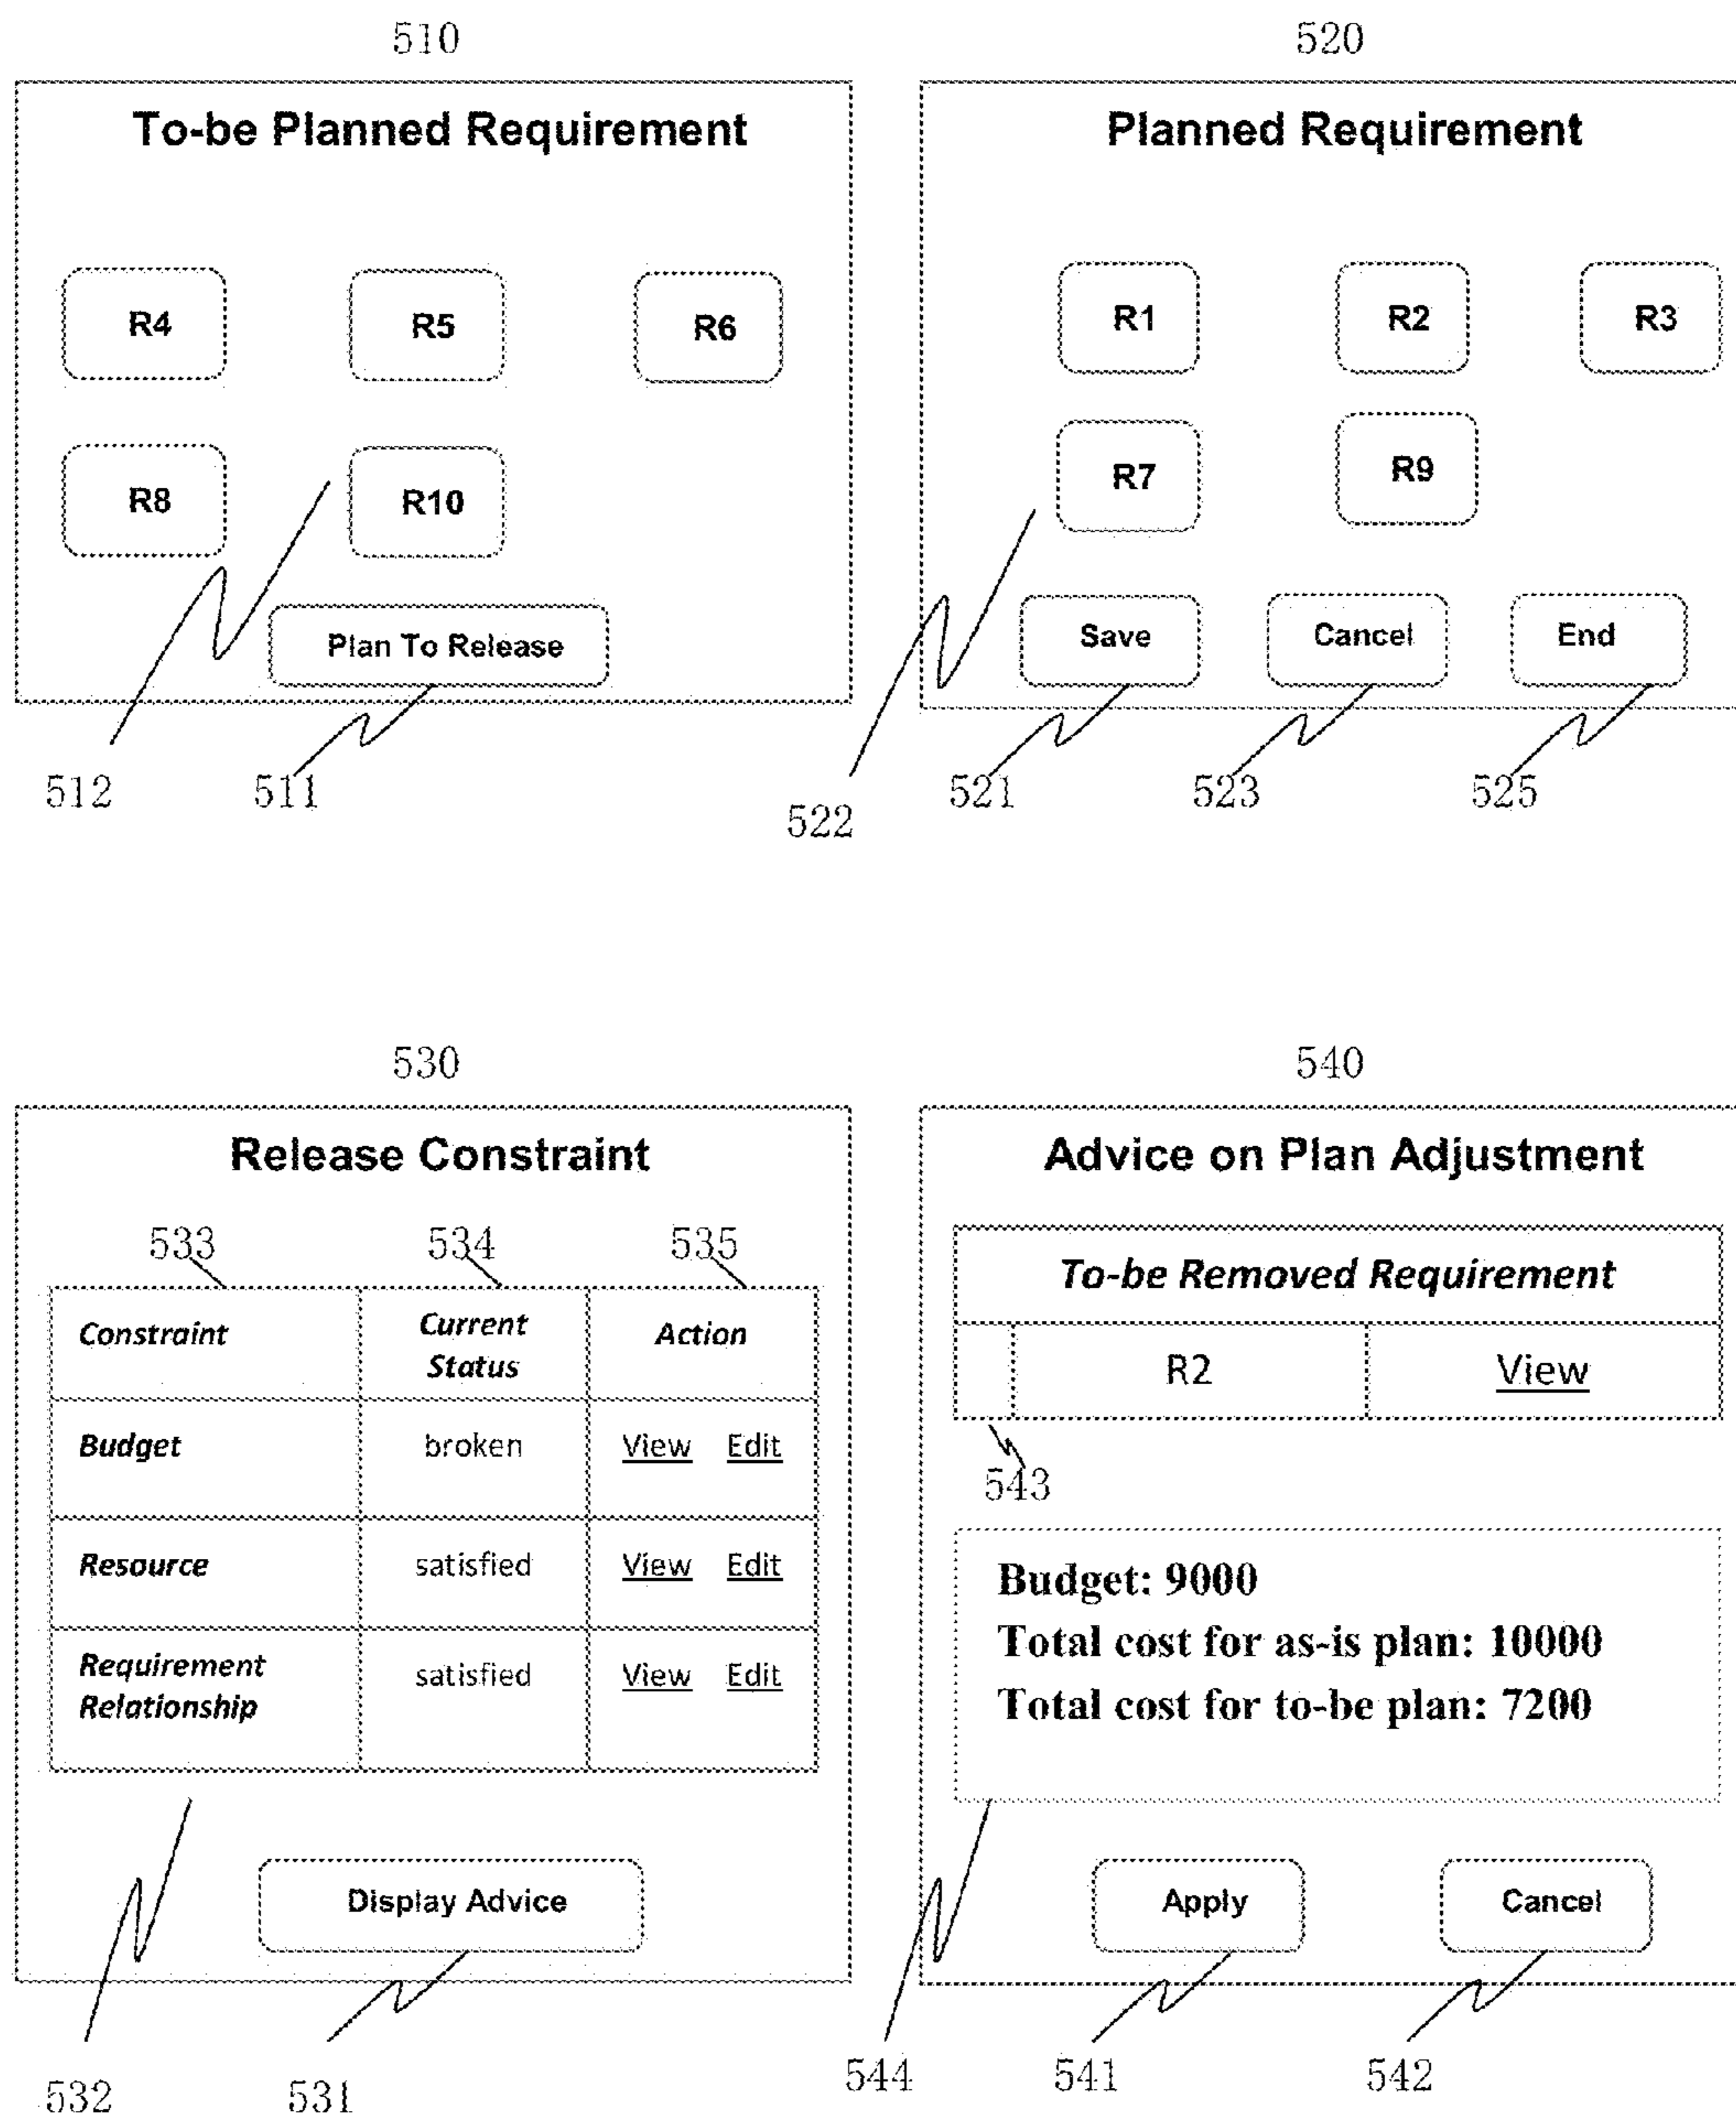 510
520
To-be Planned Requirement
Planned Requirement
R4 R5 R6
R1 R2 R3
R8 R10
R7 R9
Plan To Release
Save Cancel End
512 511
522 521 523 525
530
540
Release Constraint
Advice on Plan Adjustment
533 534 535
Constraint Current Status Action
Budget broken View Edit
Resource satisfied View Edit
Requirement Relationship satisfied View Edit
To-be Removed Requirement
R2 View
543
Budget: 9000
Total cost for as-is plan: 10000
Total cost for to-be plan: 7200
Display Advice
Apply Cancel
532 531
544 541 542